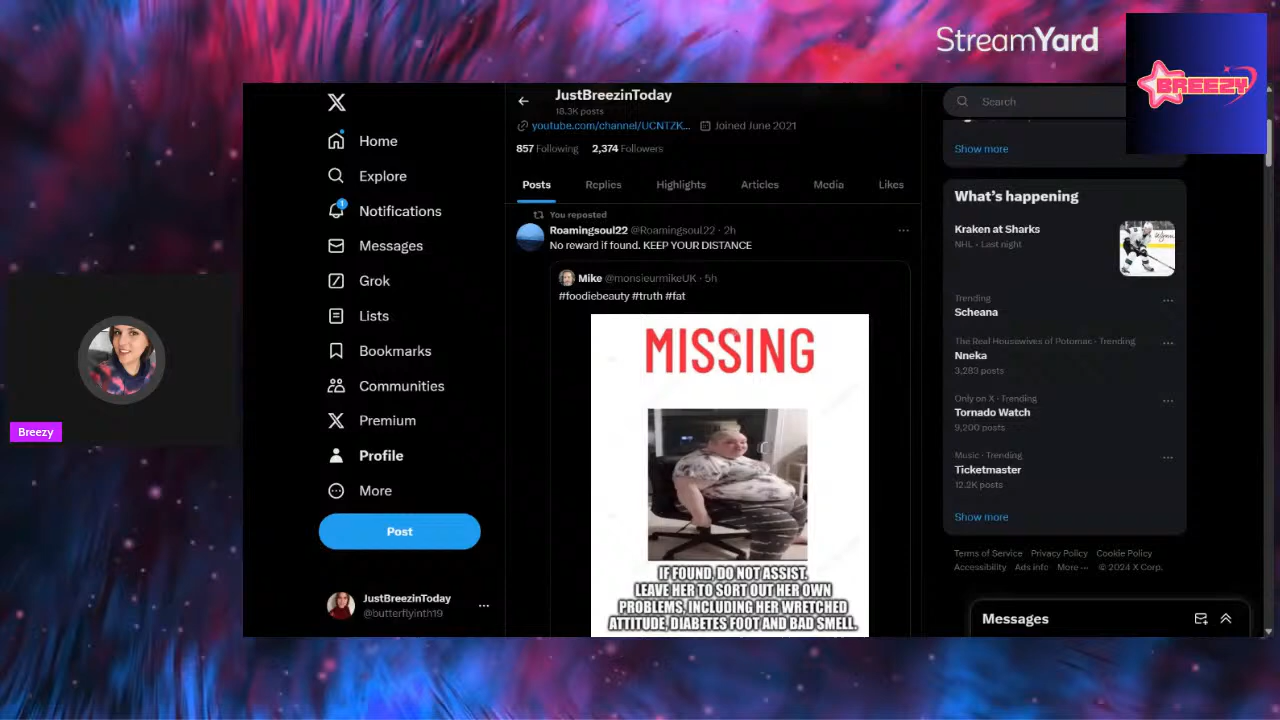 StreamYard
BREEZY
JustBreezinToday
18.3K posts
youtube.com/channel/UCNTZK... Joined June 2021
857 Following 2,374 Followers
Posts Replies Highlights Articles Media Likes
Home
Explore
1
Notifications
Messages
Grok
Lists
Bookmarks
Communities
Premium
Profile
More
Post
JustBreezinToday
@butterflyinth19
You reposted
Roamingsoul22 @Roamingsoul22 · 2h
No reward if found. KEEP YOUR DISTANCE
Mike @monsieurmikeUK · 5h
#foodiebeauty #truth #fat
MISSING
IF FOUND, DO NOT ASSIST.
LEAVE HER TO SORT OUT HER OWN
PROBLEMS, INCLUDING HER WRETCHED
ATTITUDE, DIABETES FOOT AND BAD SMELL.
Search
Show more
What's happening
Kraken at Sharks
NHL · Last night
Trending
Scheana
The Real Housewives of Potomac · Trending
Nneka
3,283 posts
Only on X · Trending
Tornado Watch
9,200 posts
Music · Trending
Ticketmaster
12.2K posts
Show more
Terms of Service Privacy Policy Cookie Policy
Accessibility Ads info More ··· © 2024 X Corp.
Messages
Breezy